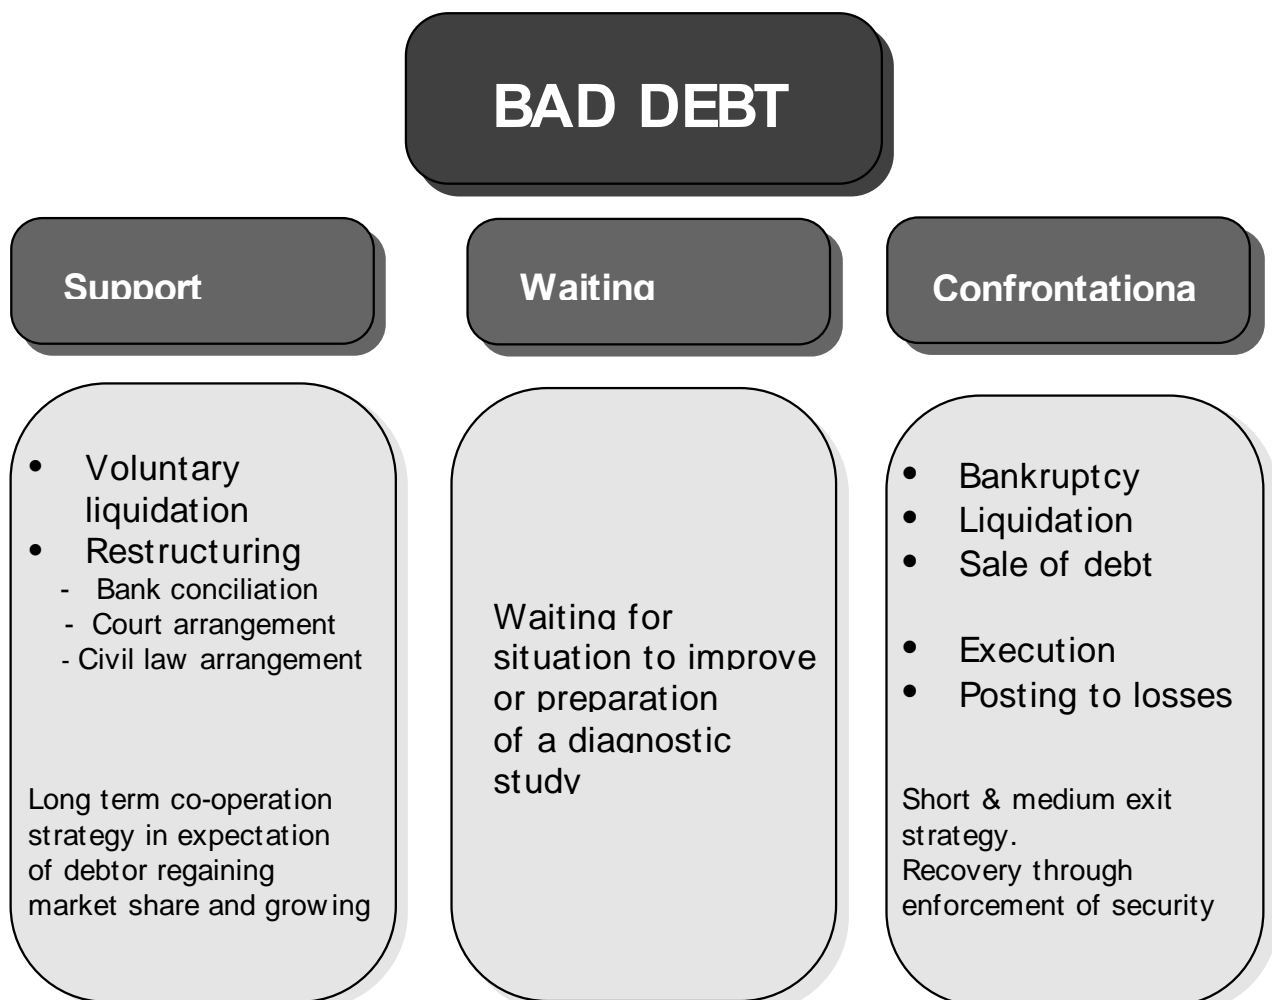 BAD DEBT
Support
Waiting
Confrontationa
• Voluntary
liquidation
• Restructuring
- Bank conciliation
- Court arrangement
- Civil law arrangement
Long term co-operation
strategy in expectation
of debtor regaining
market share and growing
Waiting for
situation to improve
or preparation
of a diagnostic
study
• Bankruptcy
• Liquidation
• Sale of debt
• Execution
• Posting to losses
Short & medium exit
strategy.
Recovery through
enforcement of security